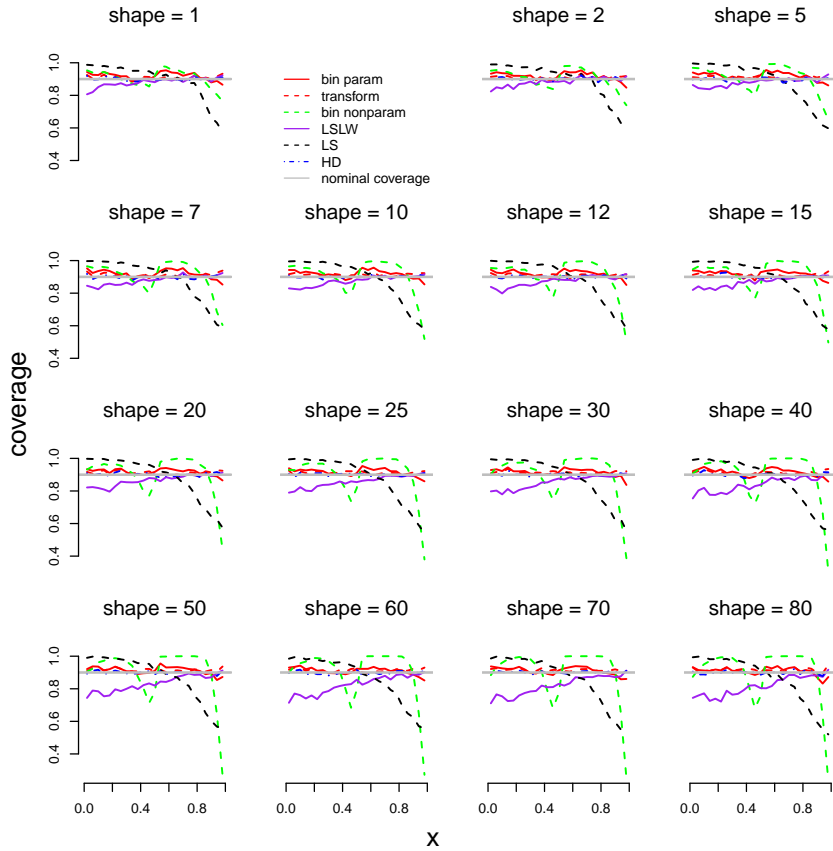 shape = 1
shape = 2
shape = 5
1.0
0.8
0.6
0.4
bin param
transform
bin nonparam
LSLW
LS
HD
nominal coverage
shape = 7
shape = 10
shape = 12
shape = 15
1.0
0.8
0.6
0.4
coverage
shape = 20
shape = 25
shape = 30
shape = 40
1.0
0.8
0.6
0.4
shape = 50
shape = 60
shape = 70
shape = 80
1.0
0.8
0.6
0.4
0.0 0.4 0.8
0.0 0.4 0.8
0.0 0.4 0.8
0.0 0.4 0.8
x